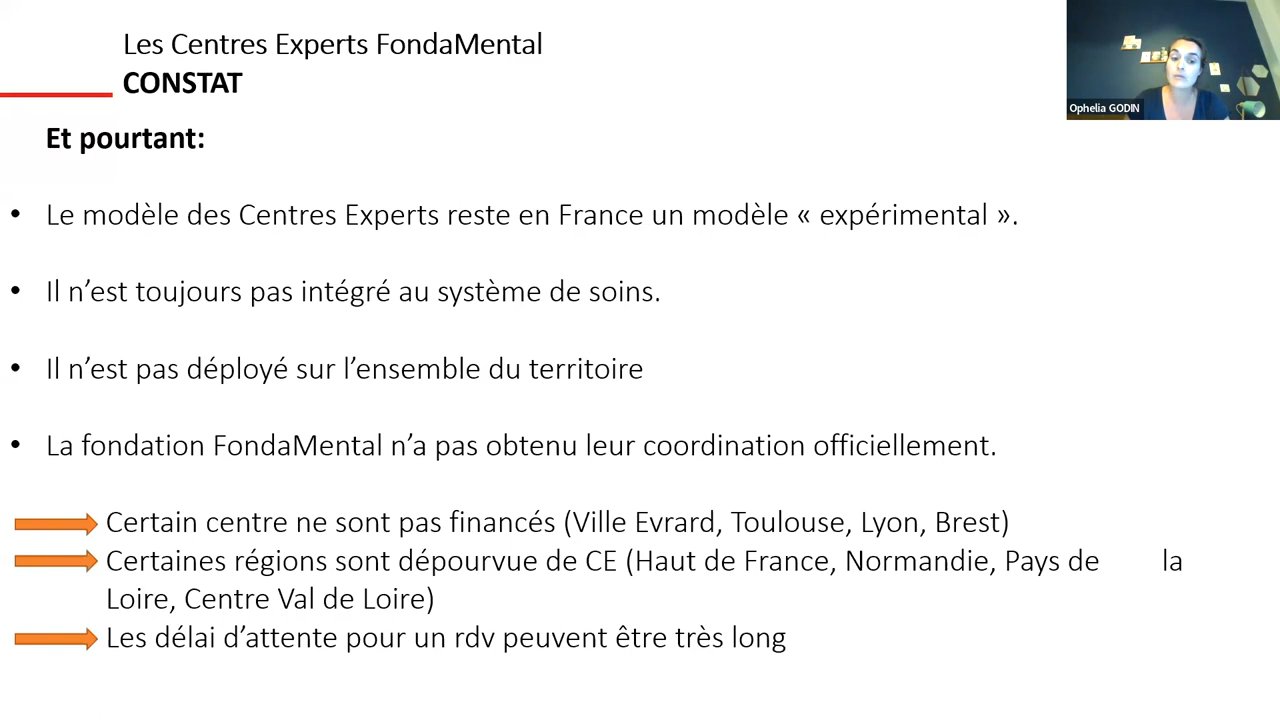 Les Centres Experts FondaMental
CONSTAT
Ophelia GODIN
Et pourtant:
• Le modèle des Centres Experts reste en France un modèle « expérimental ».
• Il n’est toujours pas intégré au système de soins.
• Il n’est pas déployé sur l’ensemble du territoire
• La fondation FondaMental n’a pas obtenu leur coordination officiellement.
Certain centre ne sont pas financés (Ville Evrard, Toulouse, Lyon, Brest)
Certaines régions sont dépourvue de CE (Haut de France, Normandie, Pays de la
Loire, Centre Val de Loire)
Les délai d’attente pour un rdv peuvent être très long